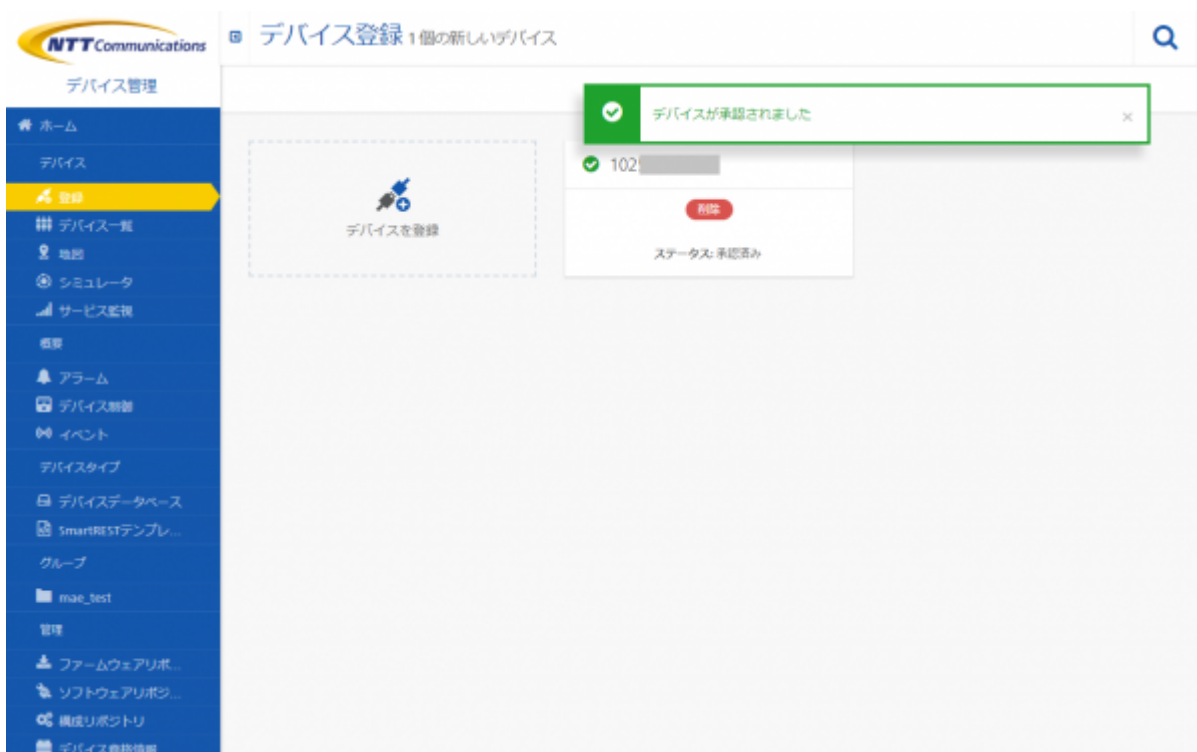 NTT Communications
デバイス管理
デバイス登録 1個の新しいデバイス
デバイスが承認されました
×
ホーム
デバイス
登録
デバイス一覧
地図
シミュレータ
サービス監視
概要
アラーム
デバイス制御
イベント
デバイスタイプ
デバイスデータベース
SmartRESTテンプレ...
グループ
mae_test
管理
ファームウェアリポ...
ソフトウェアリポジ...
構成リポジトリ
デバイス資格情報
デバイスを登録
102
削除
ステータス: 承認済み